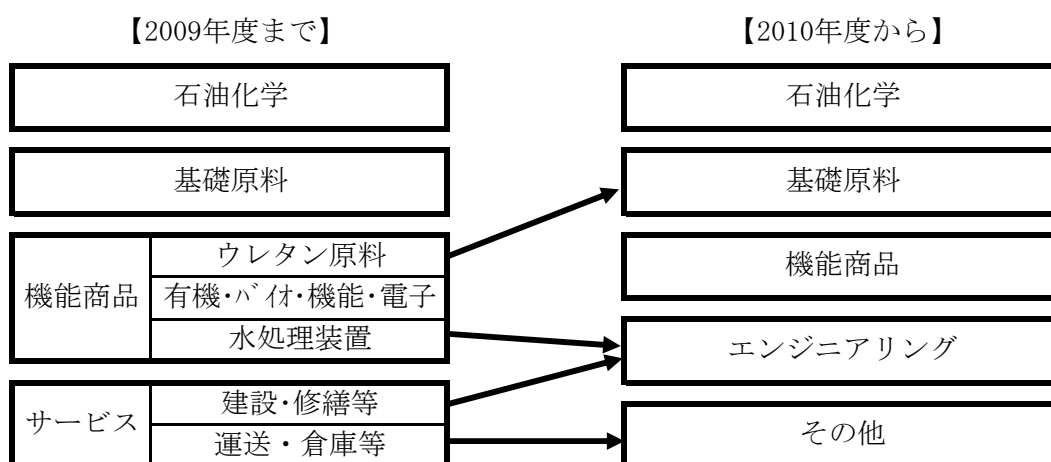 【2009年度まで】
石油化学
基礎原料
機能商品
ウレタン原料
有機・バイオ・機能・電子
水処理装置
サービス
建設・修繕等
運送・倉庫等
【2010年度から】
石油化学
基礎原料
機能商品
エンジニアリング
その他